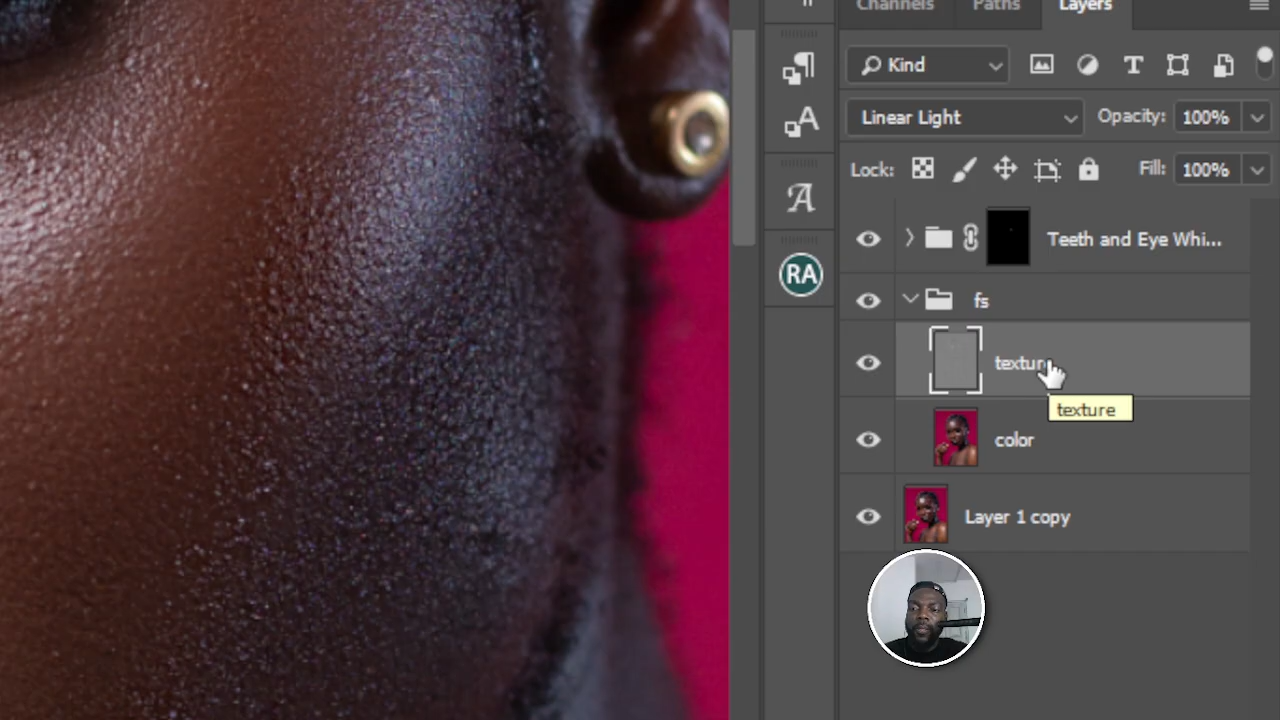 Channels Paths Layers
Kind
Linear Light Opacity: 100%
Lock: Fill: 100%
RA
Teeth and Eye Whi...
fs
texture
texture
color
Layer 1 copy